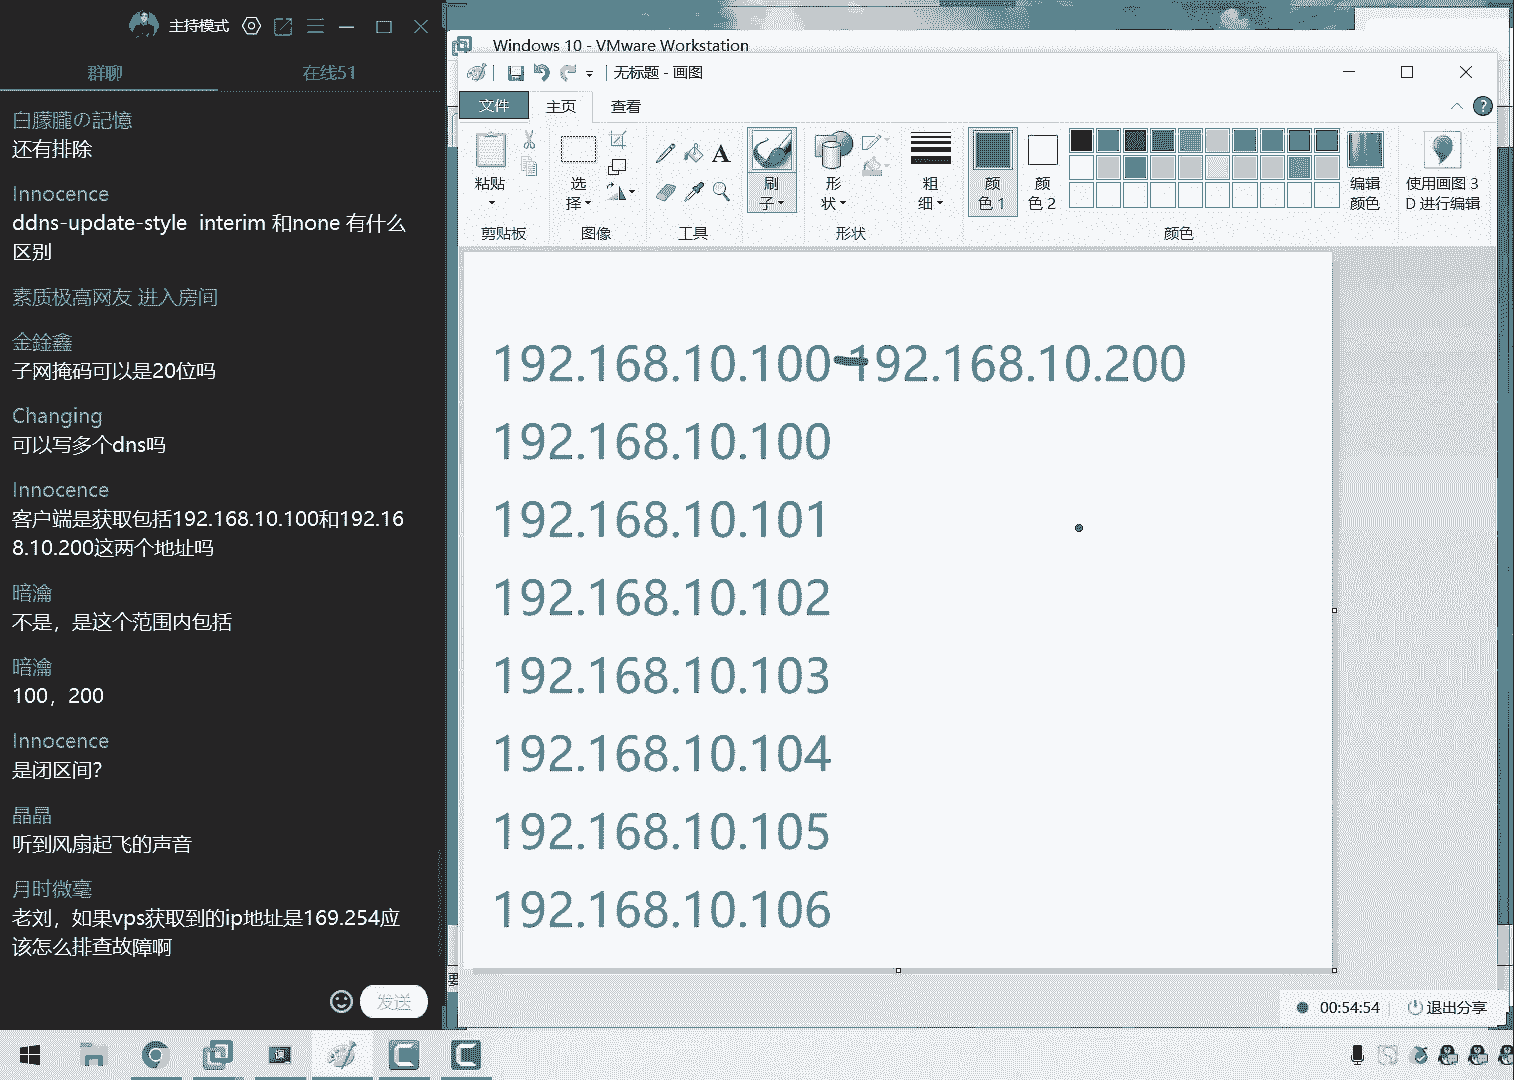 主持模式
群聊 在线51
白朦朧の記憶
还有排除
Innocence
ddns-update-style interim 和none 有什么
区别
素质极高网友 进入房间
金銓鑫
子网掩码可以是20位吗
Changing
可以写多个dns吗
Innocence
客户端是获取包括192.168.10.100和192.16
8.10.200这两个地址吗
暗瀹
不是，是这个范围内包括
暗瀹
100，200
Innocence
是闭区间？
晶晶
听到风扇起飞的声音
月时微毫
老刘，如果vps获取到的ip地址是169.254应
该怎么排查故障啊
发送
Windows 10 - VMware Workstation
无标题 - 画图
文件 主页 查看
粘贴
选
择
A
刷
子
形
状
粗
细
颜
色 1
颜
色 2
编辑
颜色
使用画图 3
D 进行编辑
剪贴板 图像 工具 形状 颜色
192.168.10.100-192.168.10.200
192.168.10.100
192.168.10.101
192.168.10.102
192.168.10.103
192.168.10.104
192.168.10.105
192.168.10.106
00:54:54 退出分享